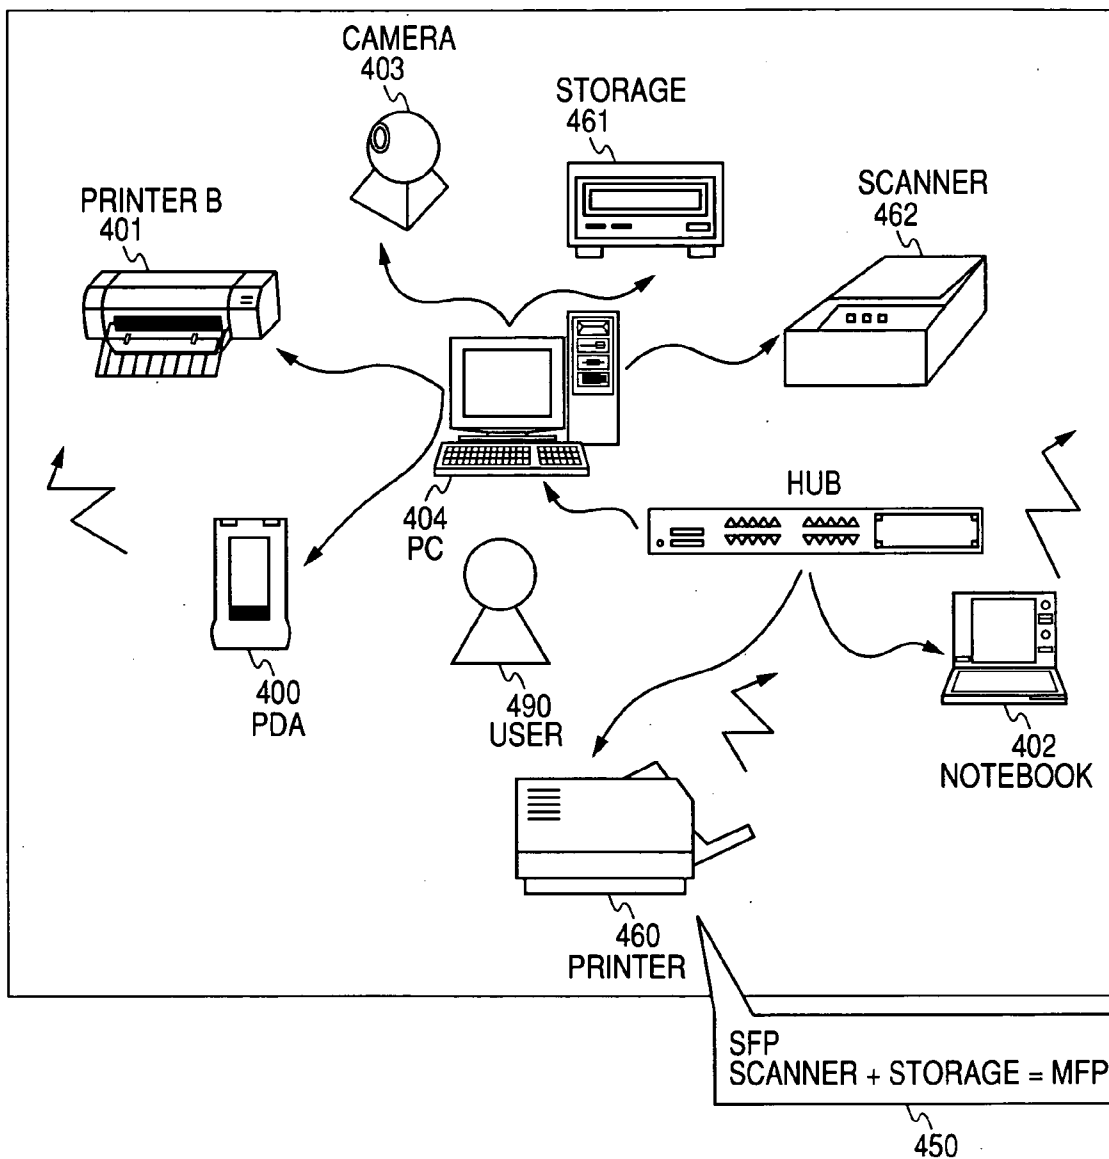 CAMERA
403
STORAGE
461
SCANNER
462
PRINTER B
401
HUB
404
PC
400
PDA
490
USER
402
NOTEBOOK
460
PRINTER
SFP
SCANNER + STORAGE = MFP
450